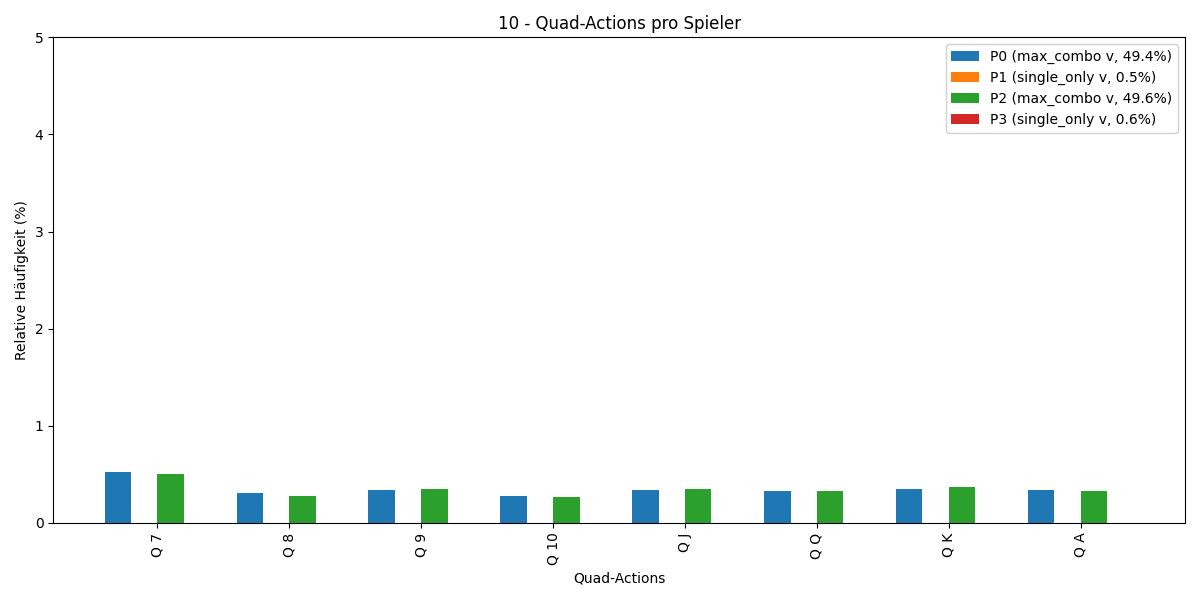 10 - Quad-Actions pro Spieler
P0 (max_combo v, 49.4%)
P1 (single_only v, 0.5%)
P2 (max_combo v, 49.6%)
P3 (single_only v, 0.6%)
Relative Häufigkeit (%)
5
4
3
2
1
0
Q 7
Q 8
Q 9
Q 10
Q J
Q Q
Q K
Q A
Quad-Actions